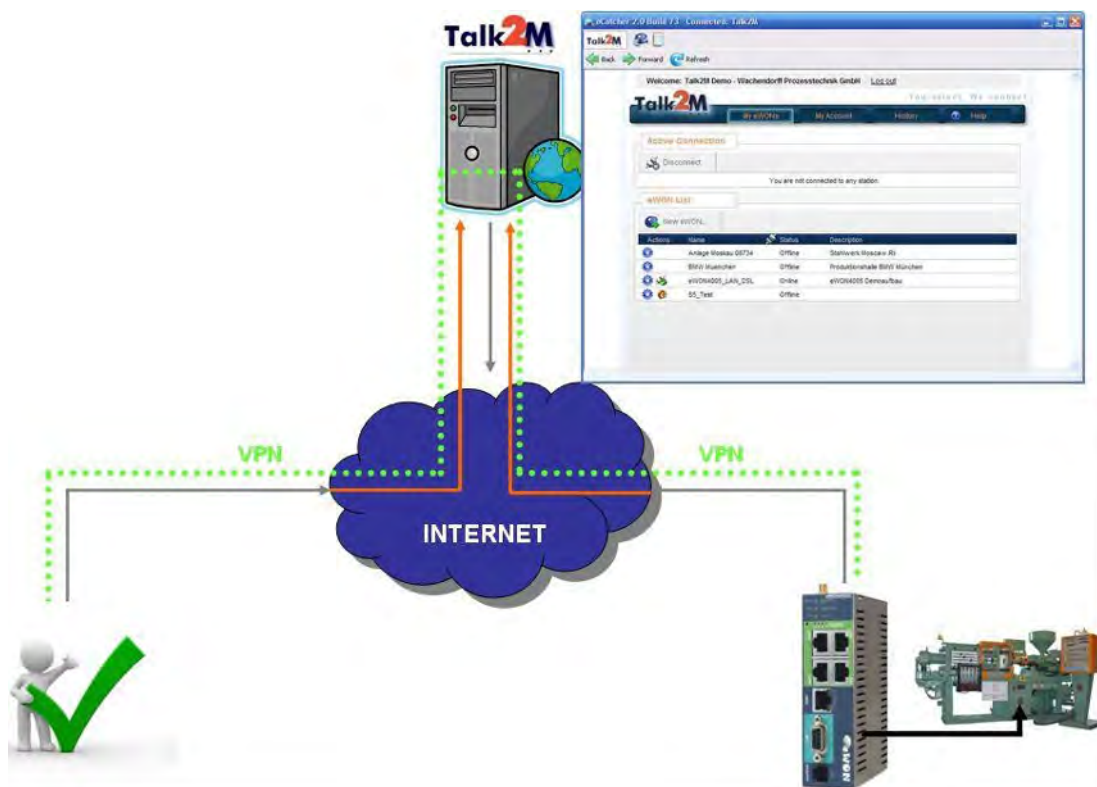 Talk2M
eCatcher 2.0 Build 73 - Connected: Talk2M
Talk2M
Back Forward Refresh
Welcome: Talk2M Demo - Wachendorff Prozesstechnik GmbH Log out
You select. We connect
Talk2M
My eWONs My Account History Help
Active Connection
Disconnect
You are not connected to any station.
eWON List
New eWON...
Actions Name Status Description
Anlage Moskau 08734 Offline Stahlwerk Moscow
BMW Muenchen Offline Produktionshalle BMW München
eWON4005_LAN_DSL Online eWON4005 Demoaufbau
S5_Test Offline
VPN
VPN
INTERNET
eWON